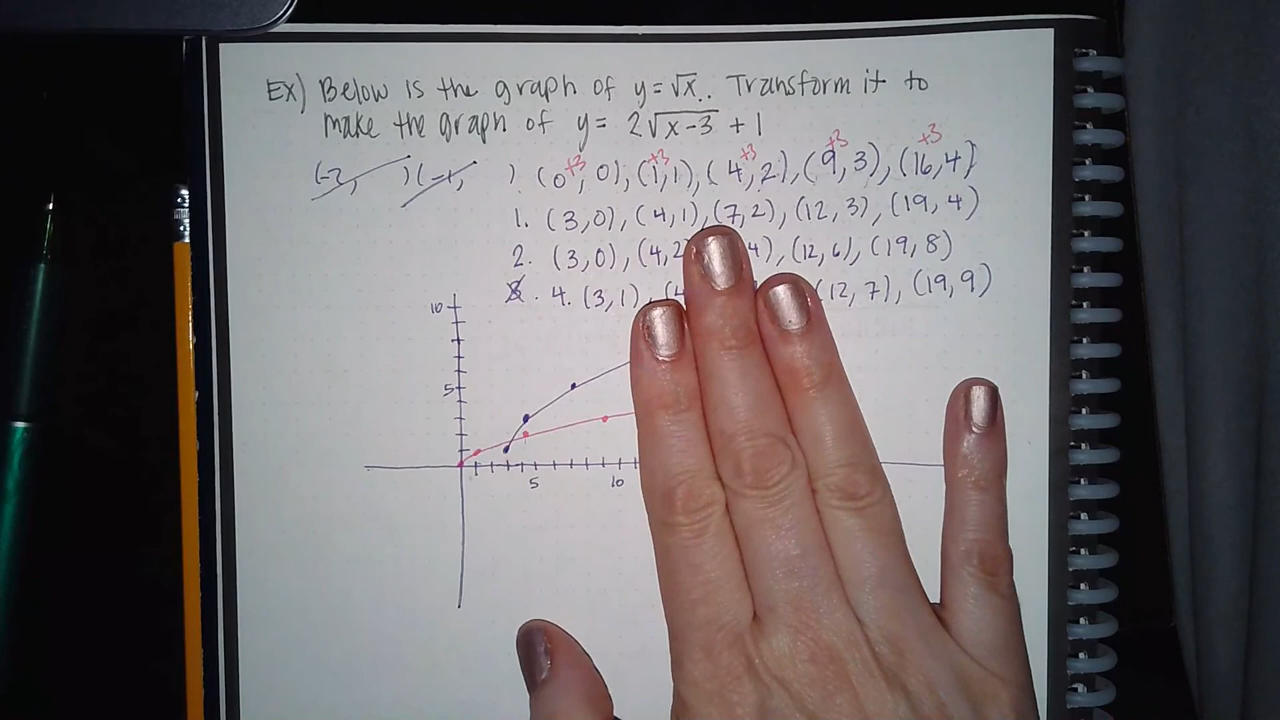 Ex) Below is the graph of y=√x. Transform it to
make the graph of y= 2√x-3 + 1
+3 +3 +3 +3 +3
(-2, )(-1, ). (0, 0), (1,1), (4,2), (9,3), (16,4)
1. (3,0), (4,1), (7,2), (12,3), (19,4)
2. (3,0), (4,2 4), (12,6), (19,8)
3. 4. (3,1), (4 (12,7), (19,9)
10
5
5 10